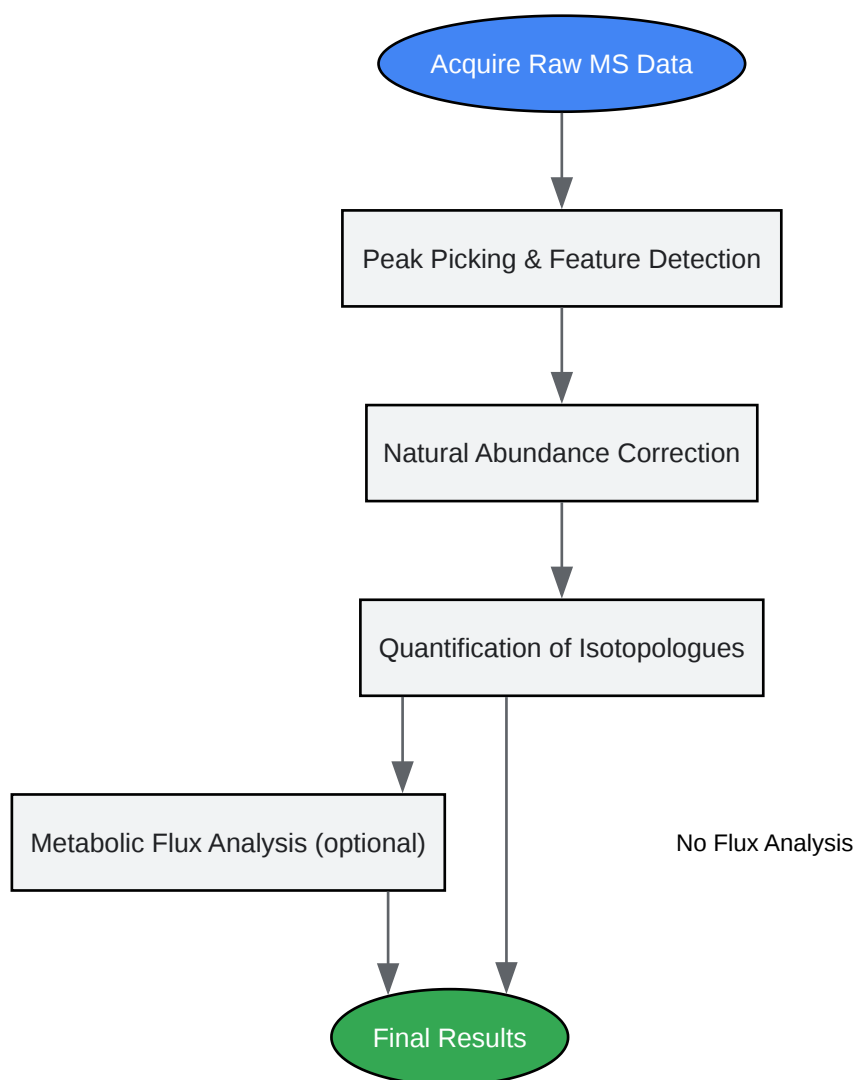 Acquire Raw MS Data
Peak Picking & Feature Detection
Natural Abundance Correction
Quantification of Isotopologues
Metabolic Flux Analysis (optional)
No Flux Analysis
Final Results